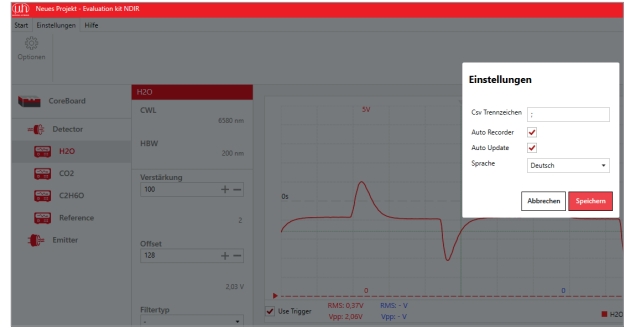 Neues Projekt - Evaluation kit NDIR
Start Einstellungen Hilfe
Optionen
CoreBoard
Detector
H2O
CO2
C2H6O
Reference
Emitter
H2O
CWL
8580 nm
HBW
200 nm
Verstärkung
100
2
Offset
128
2,03 V
Filtertyp
-
5V
0s
0
0
Use Trigger
RMS: 0,37V RMS: - V
Vpp: 2,06V Vpp: - V
H2O
Einstellungen
Csv Trennzeichen ;
Auto Recorder
Auto Update
Sprache Deutsch
Abbrechen Speichern